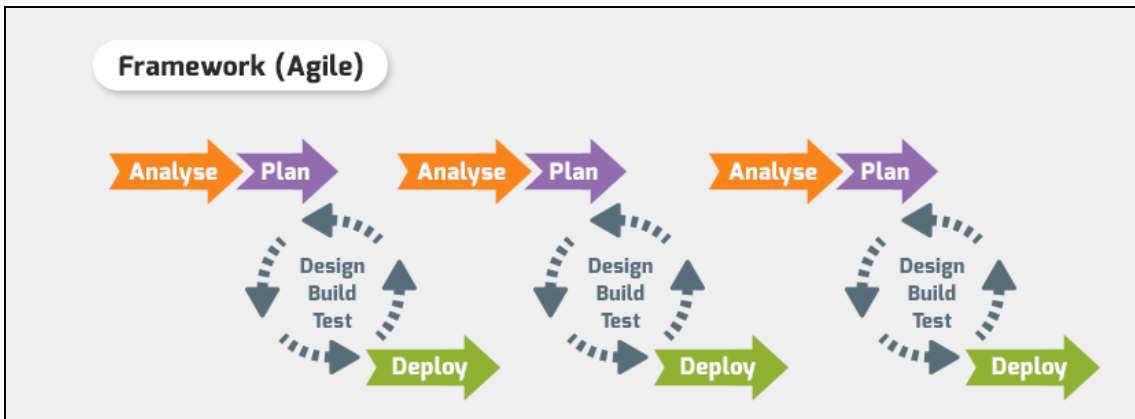 Framework (Agile)
Analyse Plan Analyse Plan Analyse Plan
Design Design Design
Build Build Build
Test Test Test
Deploy Deploy Deploy